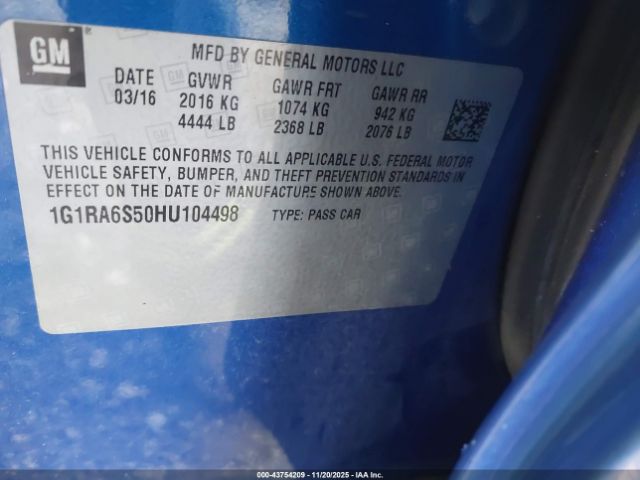 GM
MFD BY GENERAL MOTORS LLC
DATE GVWR GAWR FRT GAWR RR
03/16 2016 KG 1074 KG 942 KG
4444 LB 2368 LB 2076 LB
THIS VEHICLE CONFORMS TO ALL APPLICABLE U.S. FEDERAL MOTOR
VEHICLE SAFETY, BUMPER, AND THEFT PREVENTION STANDARDS IN
EFFECT ON THE DATE OF MANUFACTURE SHOWN ABOVE.
1G1RA6S50HU104498 TYPE: PASS CAR
000-43754209 - 11/20/2025 - IAAI.COM